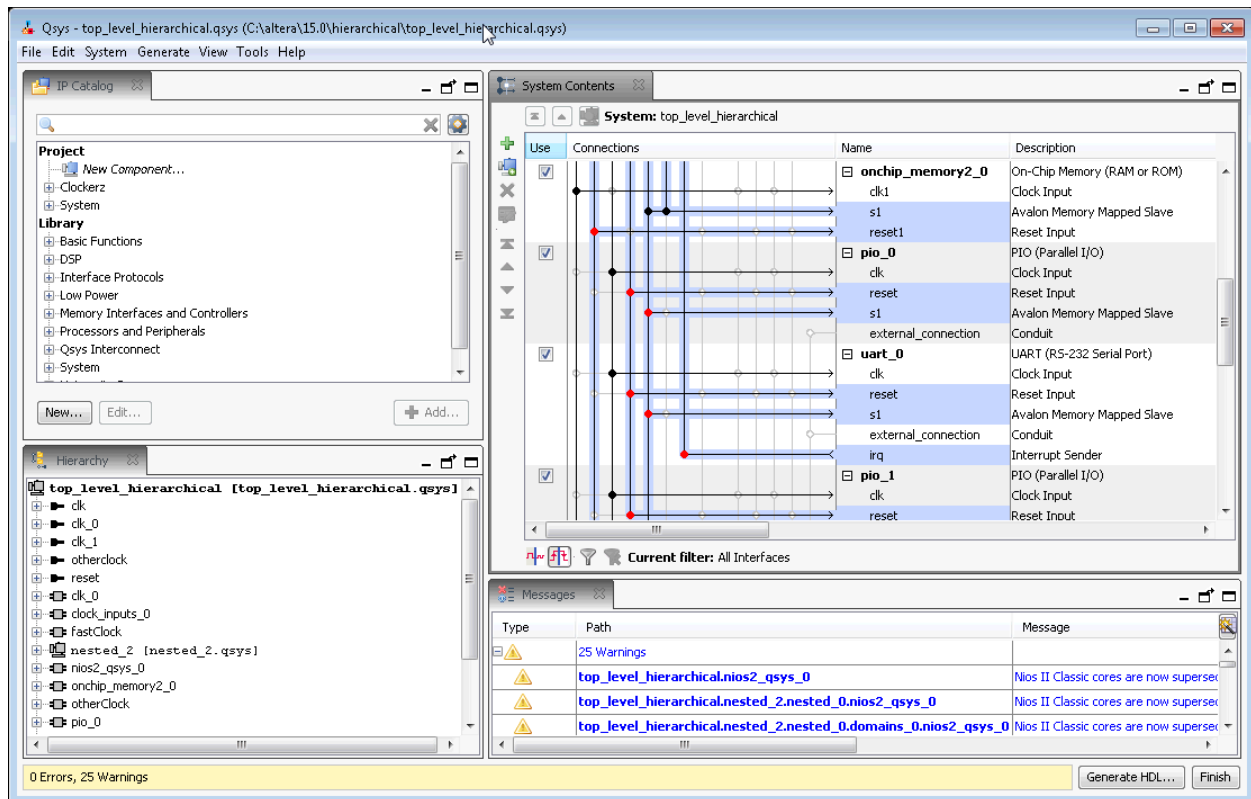 Qsys - top_level_hierarchical.qsys (C:\altera\15.0\hierarchical\top_level_hierarchical.qsys)
File Edit System Generate View Tools Help
IP Catalog
Project
New Component...
Clockerz
System
Library
Basic Functions
DSP
Interface Protocols
Low Power
Memory Interfaces and Controllers
Processors and Peripherals
Qsys Interconnect
System
New... Edit... Add...
Hierarchy
top_level_hierarchical [top_level_hierarchical.qsys]
clk
clk_0
clk_1
otherclock
reset
clk_0
clock_inputs_0
fastClock
nested_2 [nested_2.qsys]
nios2_qsys_0
onchip_memory2_0
otherClock
pio_0
System Contents
System: top_level_hierarchical
Use Connections Name Description
onchip_memory2_0 On-Chip Memory (RAM or ROM)
clk1 Clock Input
s1 Avalon Memory Mapped Slave
reset1 Reset Input
pio_0 PIO (Parallel I/O)
clk Clock Input
reset Reset Input
s1 Avalon Memory Mapped Slave
external_connection Conduit
uart_0 UART (RS-232 Serial Port)
clk Clock Input
reset Reset Input
s1 Avalon Memory Mapped Slave
external_connection Conduit
irq Interrupt Sender
pio_1 PIO (Parallel I/O)
clk Clock Input
reset Reset Input
Current filter: All Interfaces
Messages
Type Path Message
25 Warnings
top_level_hierarchical.nios2_qsys_0 Nios II Classic cores are now
top_level_hierarchical.nested_2.nested_0.nios2_qsys_0 Nios II Classic cores are now
top_level_hierarchical.nested_2.nested_0.domains_0.nios2_qsys_0 Nios II Classic cores are now
0 Errors, 25 Warnings
Generate HDL... Finish